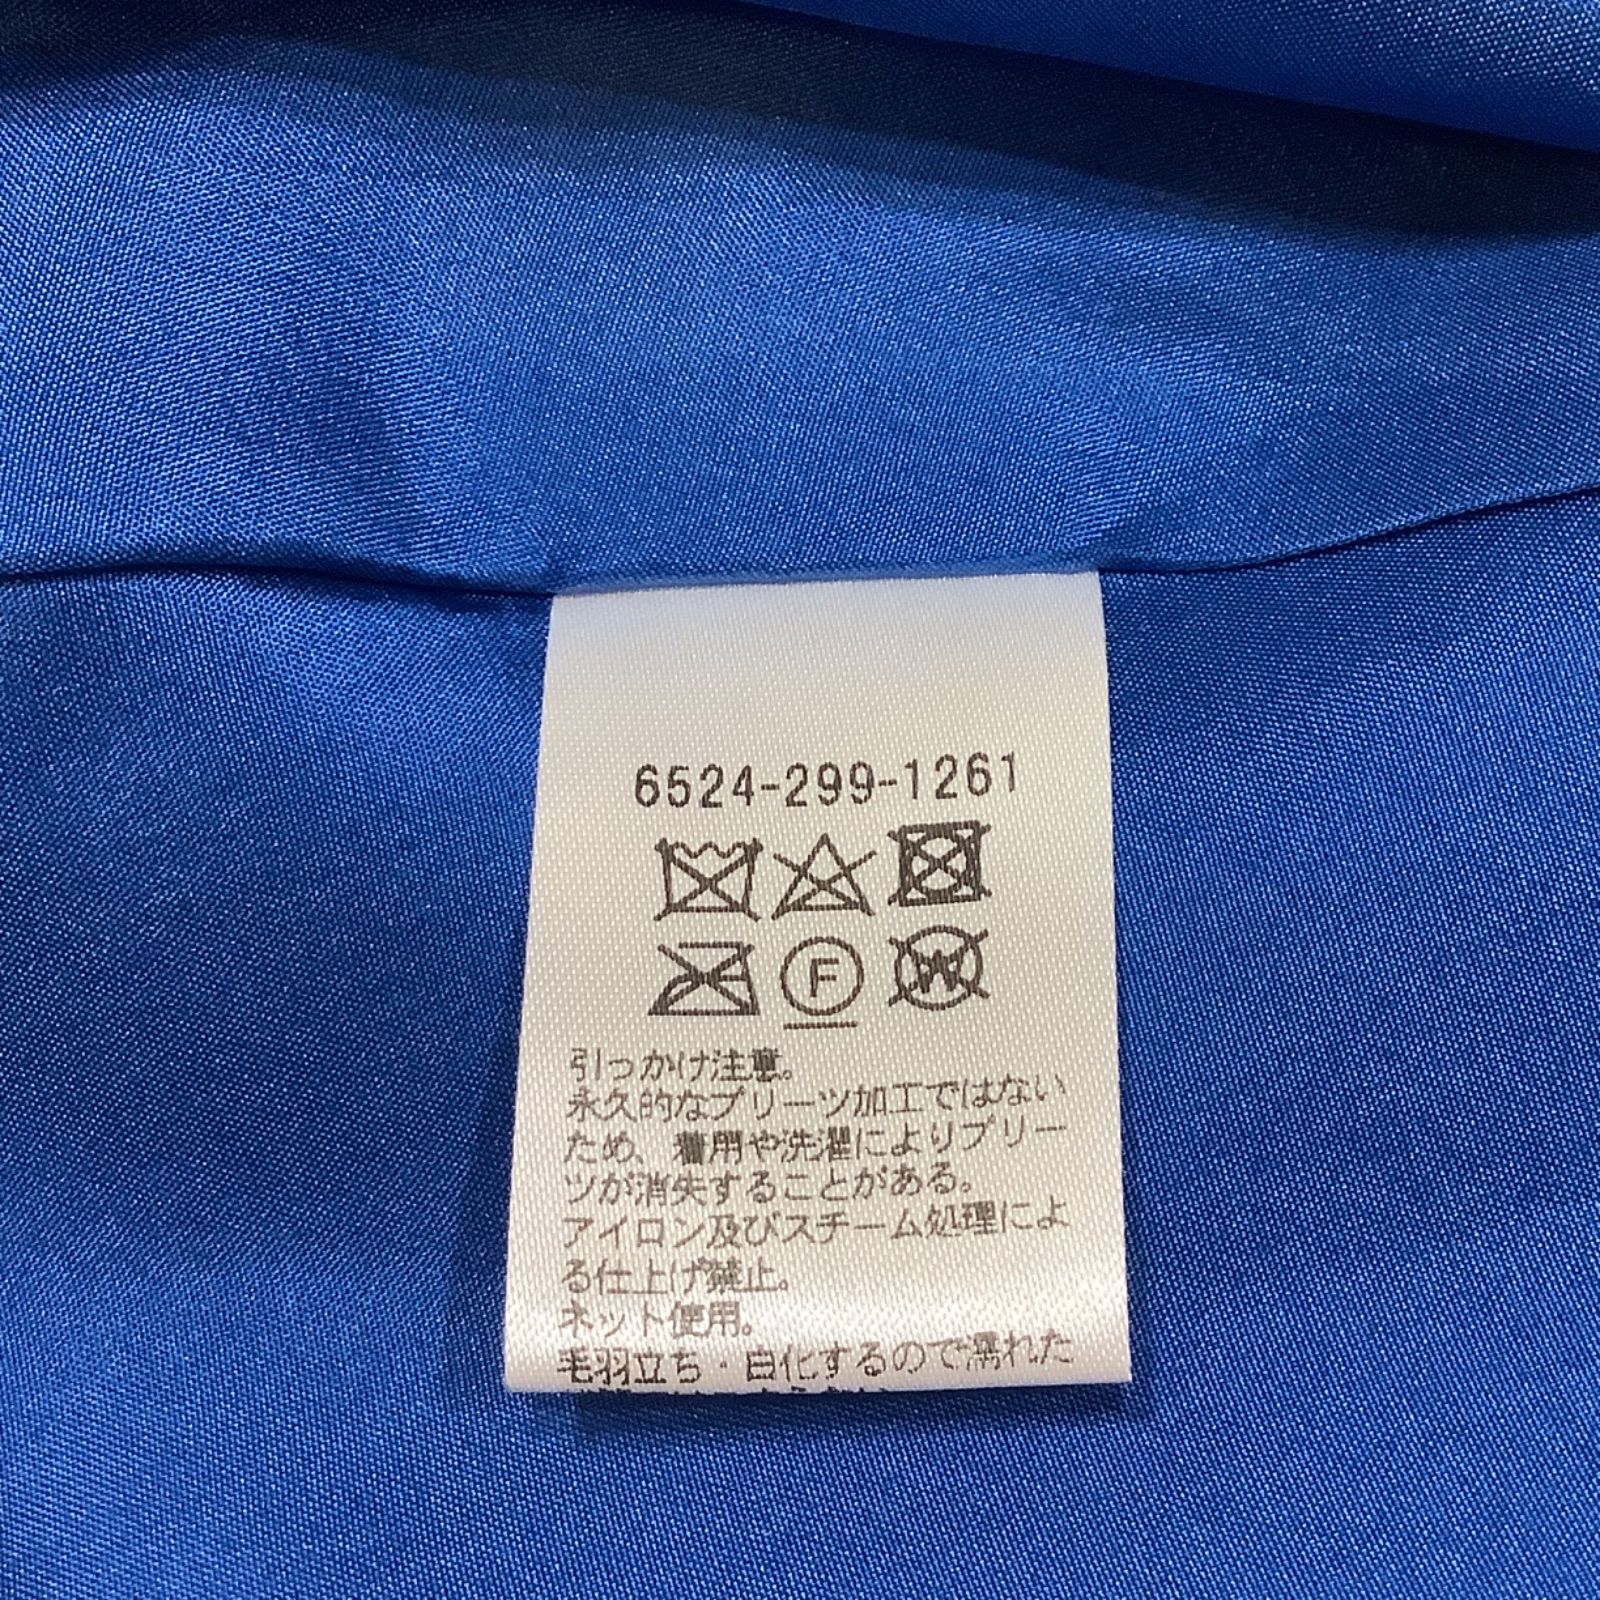 6524-299-1261
F
W
引っかけ注意。
永久的なプリーツ加工ではない
ため、着用や洗濯によりプリー
ツが消失することがある。
アイロン及びスチーム処理によ
る仕上げ禁止。
ネット使用。
毛羽立ち・白化するので濡れた